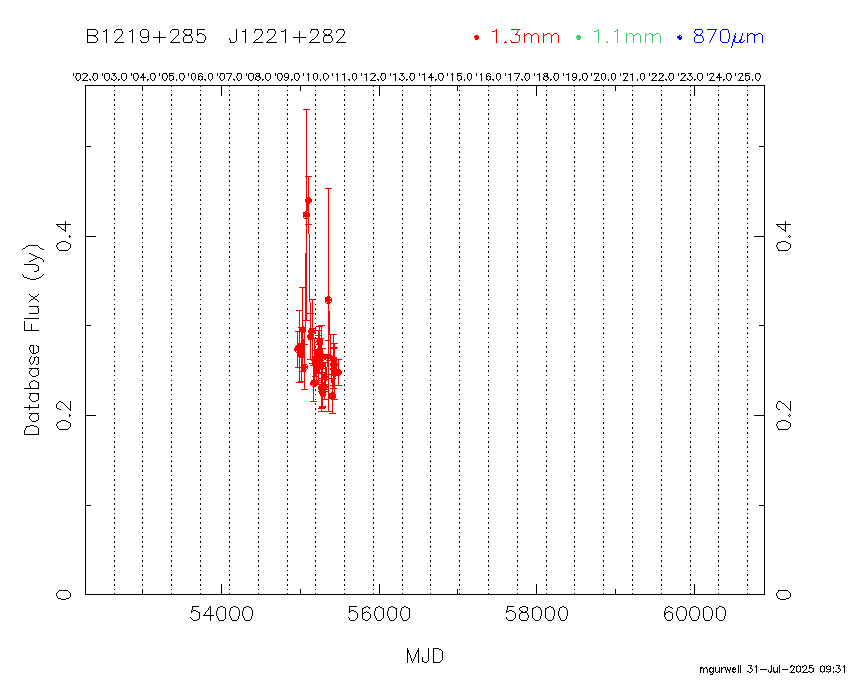 B1219+285 J1221+282 1.3mm 1.1mm 870µm
'02.0 '03.0 '04.0 '05.0 '06.0 '07.0 '08.0 '09.0 '10.0 '11.0 '12.0 '13.0 '14.0 '15.0 '16.0 '17.0 '18.0 '19.0 '20.0 '21.0 '22.0 '23.0 '24.0 '25.0
0.4 0.4
Database Flux (Jy)
0.2 0.2
0 0
54000 56000 58000 60000
MJD
mgurwell 31-Jul-2025 09:31